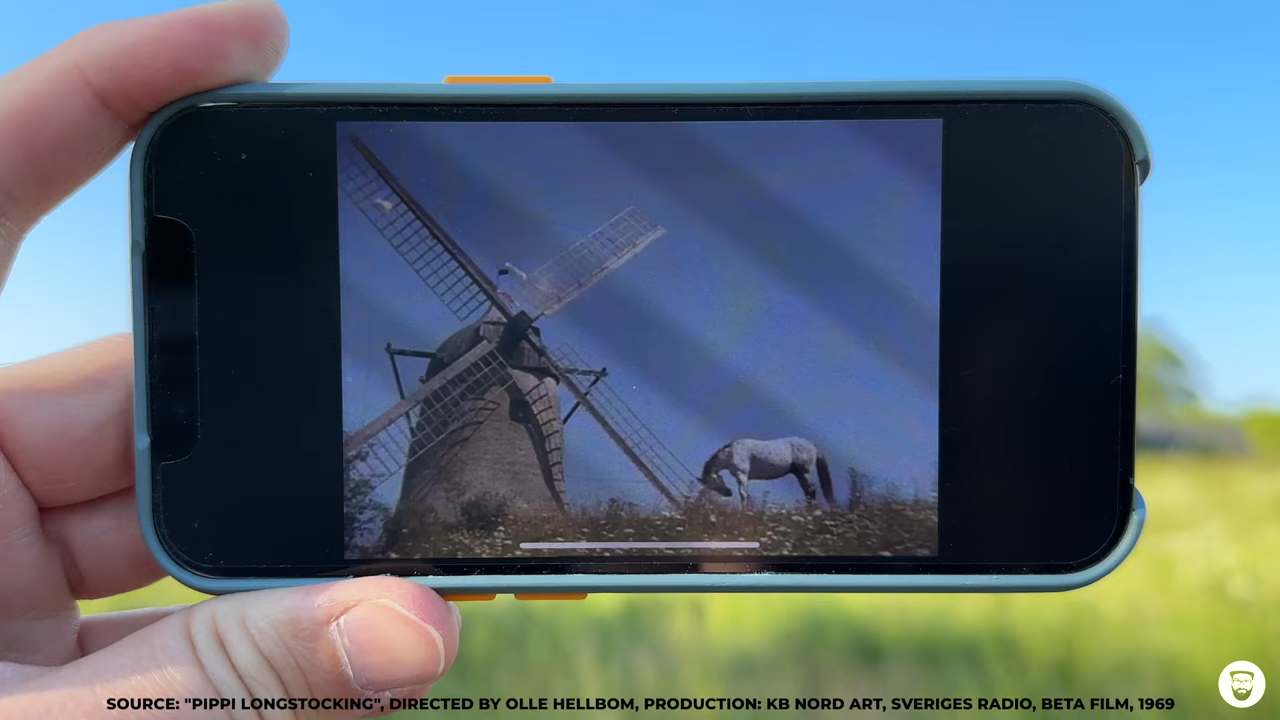 SOURCE: "PIPPI LONGSTOCKING", DIRECTED BY OLLE HELLBOM, PRODUCTION: KB NORD ART, SVERIGES RADIO, BETA FILM, 1969